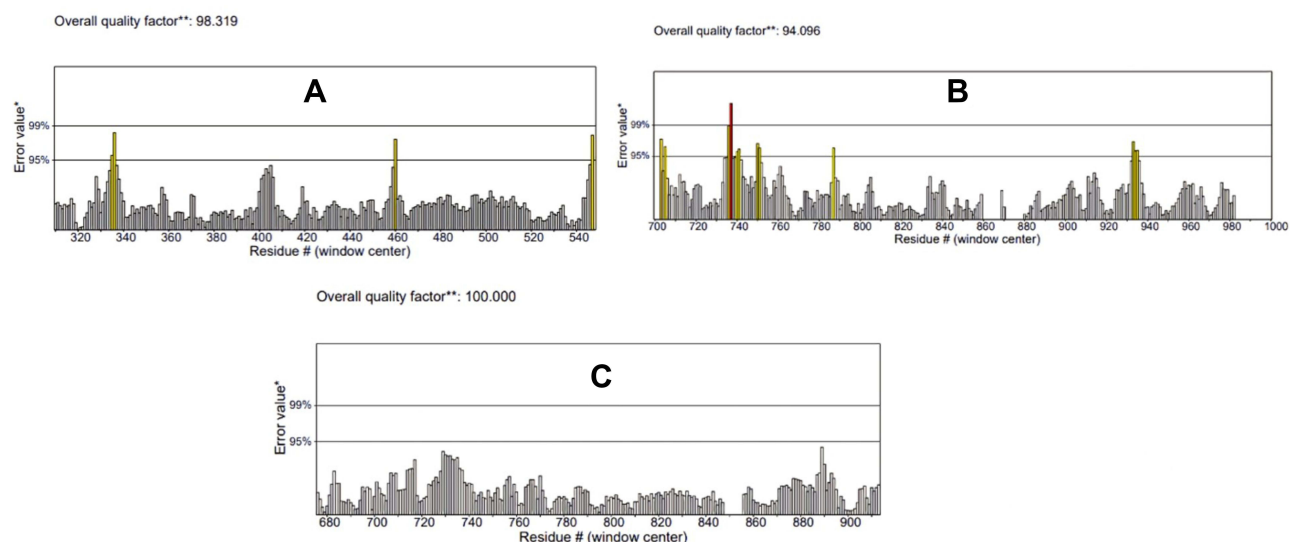 Overall quality factor**: 98.319
A
Error value*
99%
95%
320 340 360 380 400 420 440 460 480 500 520 540
Residue # (window center)
Overall quality factor**: 94.096
B
Error value*
99%
95%
700 720 740 760 780 800 820 840 860 880 900 920 940 960 980 1000
Residue # (window center)
Overall quality factor**: 100.000
C
Error value*
99%
95%
680 700 720 740 760 780 800 820 840 860 880 900
Residue # (window center)